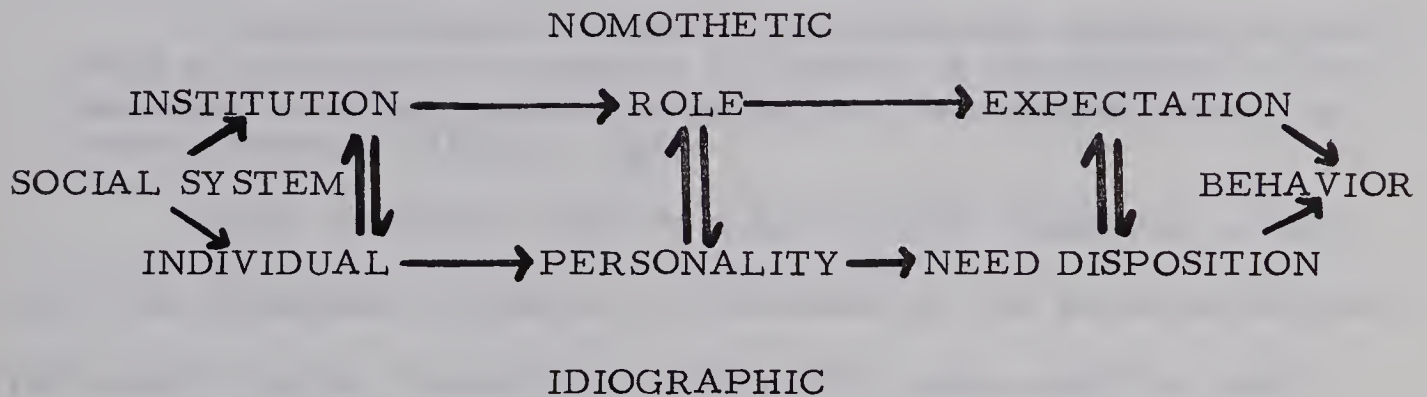 NOMOTHETIC
INSTITUTION ROLE EXPECTATION
SOCIAL SYSTEM BEHAVIOR
INDIVIDUAL PERSONALITY NEED DISPOSITION
IDIOGRAPHIC